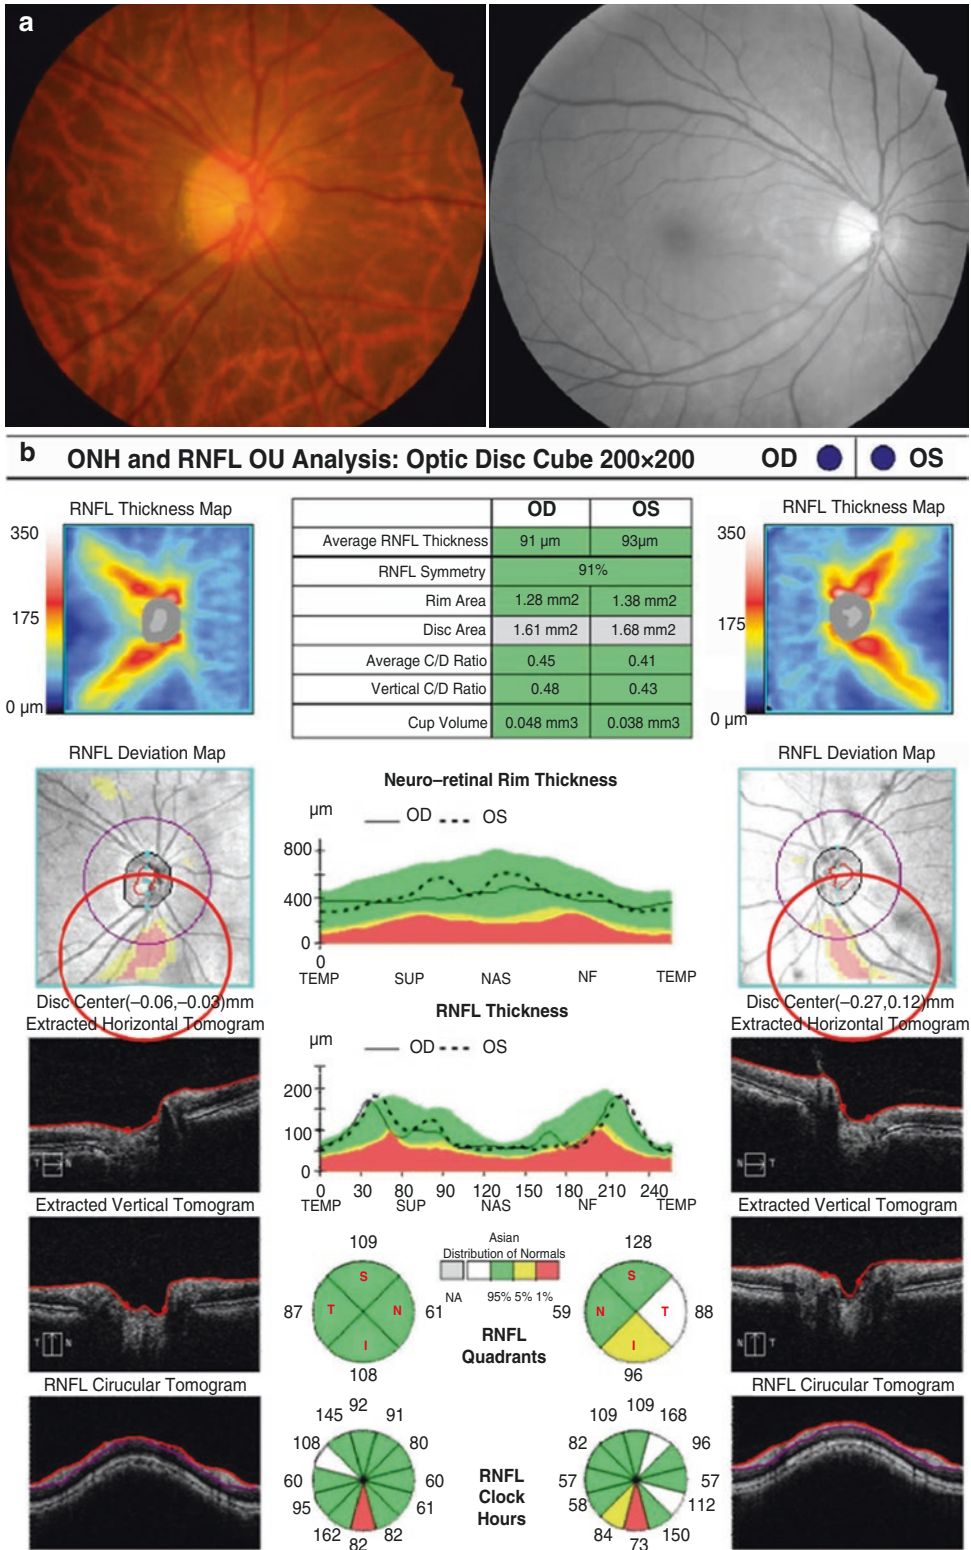 a
b
ONH and RNFL OU Analysis: Optic Disc Cube 200×200 OD OS
RNFL Thickness Map
350
175
0 µm
OD OS
Average RNFL Thickness 91 µm 93µm
RNFL Symmetry 91%
Rim Area 1.28 mm2 1.38 mm2
Disc Area 1.61 mm2 1.68 mm2
Average C/D Ratio 0.45 0.41
Vertical C/D Ratio 0.48 0.43
Cup Volume 0.048 mm3 0.038 mm3
RNFL Thickness Map
350
175
0 µm
RNFL Deviation Map
Disc Center(–0.06,–0.03)mm
Extracted Horizontal Tomogram
T N
Extracted Vertical Tomogram
T
RNFL Cirucular Tomogram
Neuro–retinal Rim Thickness
µm
OD OS
800
400
0
0
TEMP SUP NAS NF TEMP
RNFL Thickness
µm
OD OS
200
100
0
0 30 60 80 90 120 150 180 210 240
TEMP SUP NAS NF TEMP
109
S
87 T N 61
I
108
Asian
Distribution of Normals
NA 95% 5% 1%
RNFL
Quadrants
128
S
59 N T 88
I
96
92
145 91
108 80
60 60
95 61
162 82
82
RNFL
Clock
Hours
109
109 168
82 96
57 57
58 112
84 150
73
RNFL Deviation Map
Disc Center(–0.27,0.12)mm
Extracted Horizontal Tomogram
N T
Extracted Vertical Tomogram
T
RNFL Cirucular Tomogram